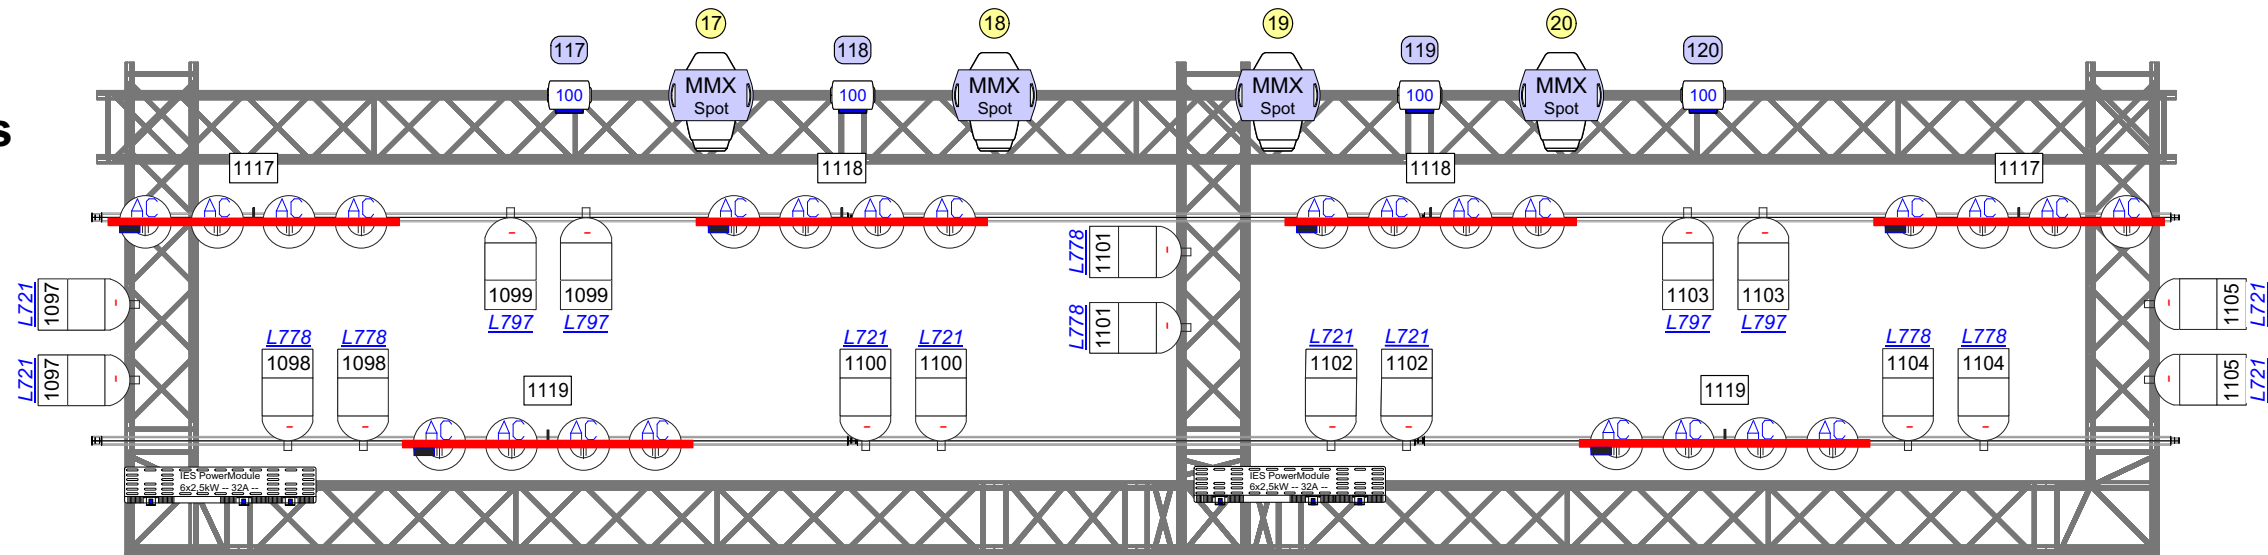 17 18 19 20
117 118 119 120
MMX MMX MMX MMX
100 Spot 100 Spot Spot 100 Spot 100
s
1117 1118 1118 1117
AC AC AC AC AC AC AC AC AC AC AC AC AC AC AC AC
L778 1101
L721 1097
1099 1099
L797 L797
1103 1103
L797 L797
1105 L721
L778 1101
L778 L778
1098 1098
L721 L721
1100 1100
L721 L721
1102 1102
L778 L778
1104 1104
L721 1097
1105 L721
1119 1119
AC AC AC AC AC AC AC AC
IES PowerModule
6x2,5kW -- 32A --
IES PowerModule
6x2,5kW -- 32A --